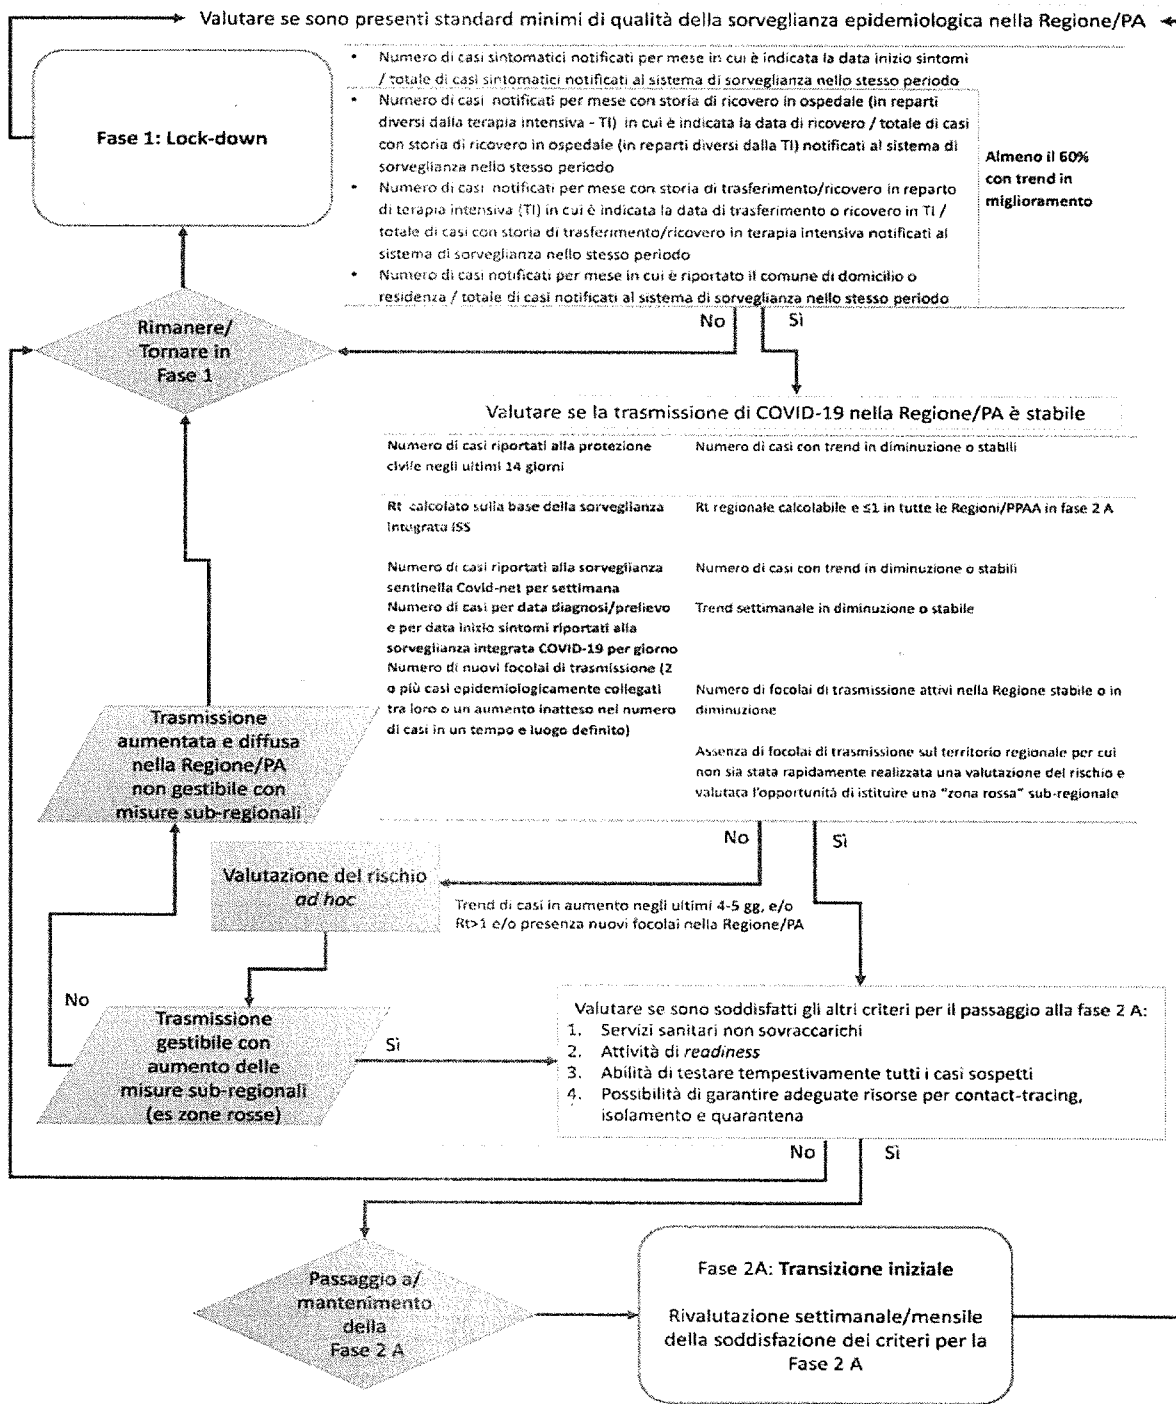 Valutare se sono presenti standard minimi di qualità della sorveglianza epidemiologica nella Regione/PA
Fase 1: Lock-down
• Numero di casi sintomatici notificati per mese in cui è indicata la data inizio sintomi
/ totale di casi sintomatici notificati al sistema di sorveglianza nello stesso periodo
• Numero di casi notificati per mese con storia di ricovero in ospedale (in reparti
diversi dalla terapia intensiva - TI) in cui è indicata la data di ricovero / totale di casi
con storia di ricovero in ospedale (in reparti diversi dalla TI) notificati al sistema di
sorveglianza nello stesso periodo
• Numero di casi notificati per mese con storia di trasferimento/ricovero in reparto
di terapia intensiva (TI) in cui è indicata la data di trasferimento o ricovero in TI /
totale di casi con storia di trasferimento/ricovero in terapia intensiva notificati al
sistema di sorveglianza nello stesso periodo
• Numero di casi notificati per mese in cui è riportato il comune di domicilio o
residenza / totale di casi notificati al sistema di sorveglianza nello stesso periodo
Almeno il 60%
con trend in
miglioramento
No
Sì
Rimanere/
Tornare in
Fase 1
Valutare se la trasmissione di COVID-19 nella Regione/PA è stabile
Numero di casi riportati alla protezione
civile negli ultimi 14 giorni
Numero di casi con trend in diminuzione o stabili
Rt calcolato sulla base della sorveglianza
integrata ISS
Rt regionale calcolabile e ≤1 in tutte le Regioni/PPAA in fase 2 A
Numero di casi riportati alla sorveglianza
sentinella Covid-net per settimana
Numero di casi con trend in diminuzione o stabili
Numero di casi per data diagnosi/prelievo
e per data inizio sintomi riportati alla
sorveglianza integrata COVID-19 per giorno
Trend settimanale in diminuzione o stabile
Numero di nuovi focolai di trasmissione (2
o più casi epidemiologicamente collegati
tra loro o un aumento inatteso nel numero
di casi in un tempo e luogo definito)
Numero di focolai di trasmissione attivi nella Regione stabile o in
diminuzione
Assenza di focolai di trasmissione sul territorio regionale per cui
non sia stata rapidamente realizzata una valutazione del rischio e
valutata l'opportunità di istituire una "zona rossa" sub-regionale
Trasmissione
aumentata e diffusa
nella Regione/PA
non gestibile con
misure sub-regionali
No
Sì
Valutazione del rischio
ad hoc
Trend di casi in aumento negli ultimi 4-5 gg, e/o
Rt>1 e/o presenza nuovi focolai nella Regione/PA
No
Trasmissione
gestibile con
aumento delle
misure sub-regionali
(es zone rosse)
Sì
Valutare se sono soddisfatti gli altri criteri per il passaggio alla fase 2 A:
1. Servizi sanitari non sovraccarichi
2. Attività di readiness
3. Abilità di testare tempestivamente tutti i casi sospetti
4. Possibilità di garantire adeguate risorse per contact-tracing,
isolamento e quarantena
No
Sì
Passaggio a/
mantenimento
della
Fase 2 A
Fase 2A: Transizione iniziale
Rivalutazione settimanale/mensile
della soddisfazione dei criteri per la
Fase 2 A